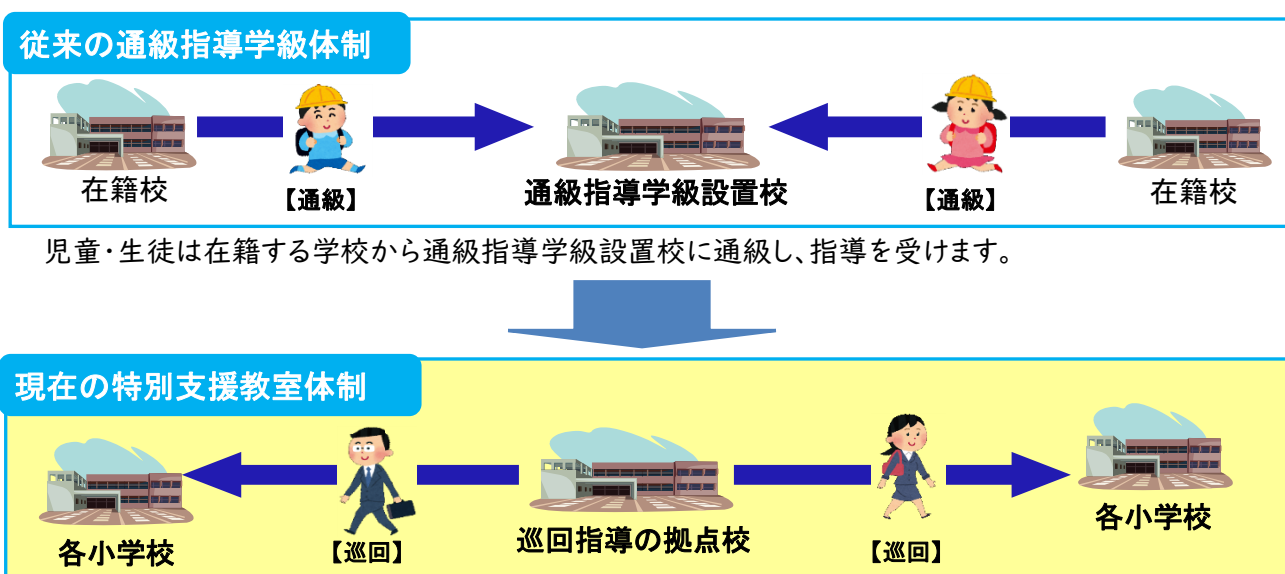 従来の通級指導学級体制
在籍校
【通級】
通級指導学級設置校
【通級】
在籍校
児童・生徒は在籍する学校から通級指導学級設置校に通級し、指導を受けます。
現在の特別支援教室体制
各小学校
【巡回】
巡回指導の拠点校
【巡回】
各小学校